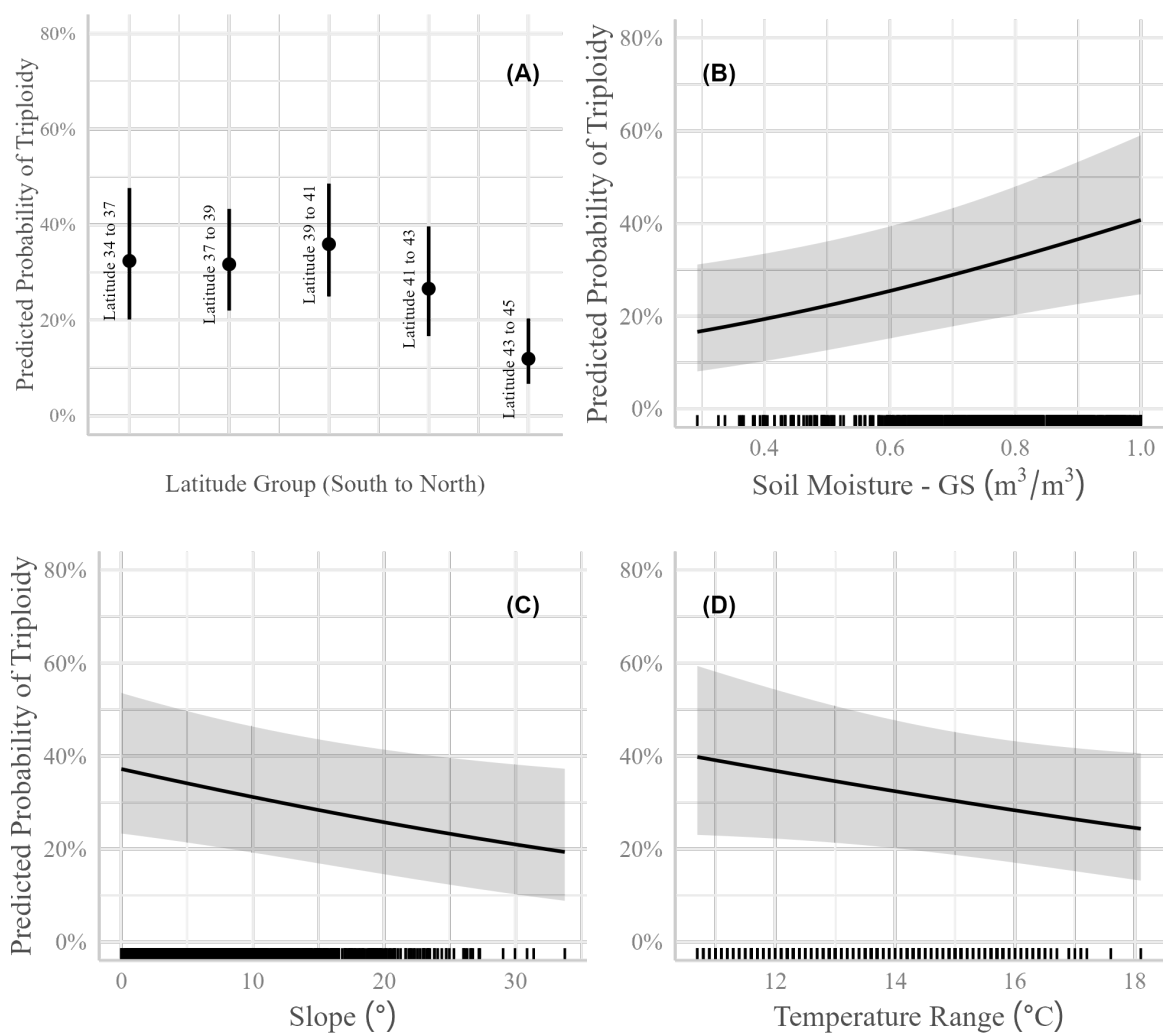 Predicted Probability of Triploidy
80%
60%
40%
20%
0%
(A)
Latitude 34 to 37
Latitude 37 to 39
Latitude 39 to 41
Latitude 41 to 43
Latitude 43 to 45
Latitude Group (South to North)
Predicted Probability of Triploidy
80%
60%
40%
20%
0%
(B)
0.4 0.6 0.8 1.0
Soil Moisture - GS (m³/m³)
Predicted Probability of Triploidy
80%
60%
40%
20%
0%
(C)
0 10 20 30
Slope (°)
Predicted Probability of Triploidy
80%
60%
40%
20%
0%
(D)
12 14 16 18
Temperature Range (°C)